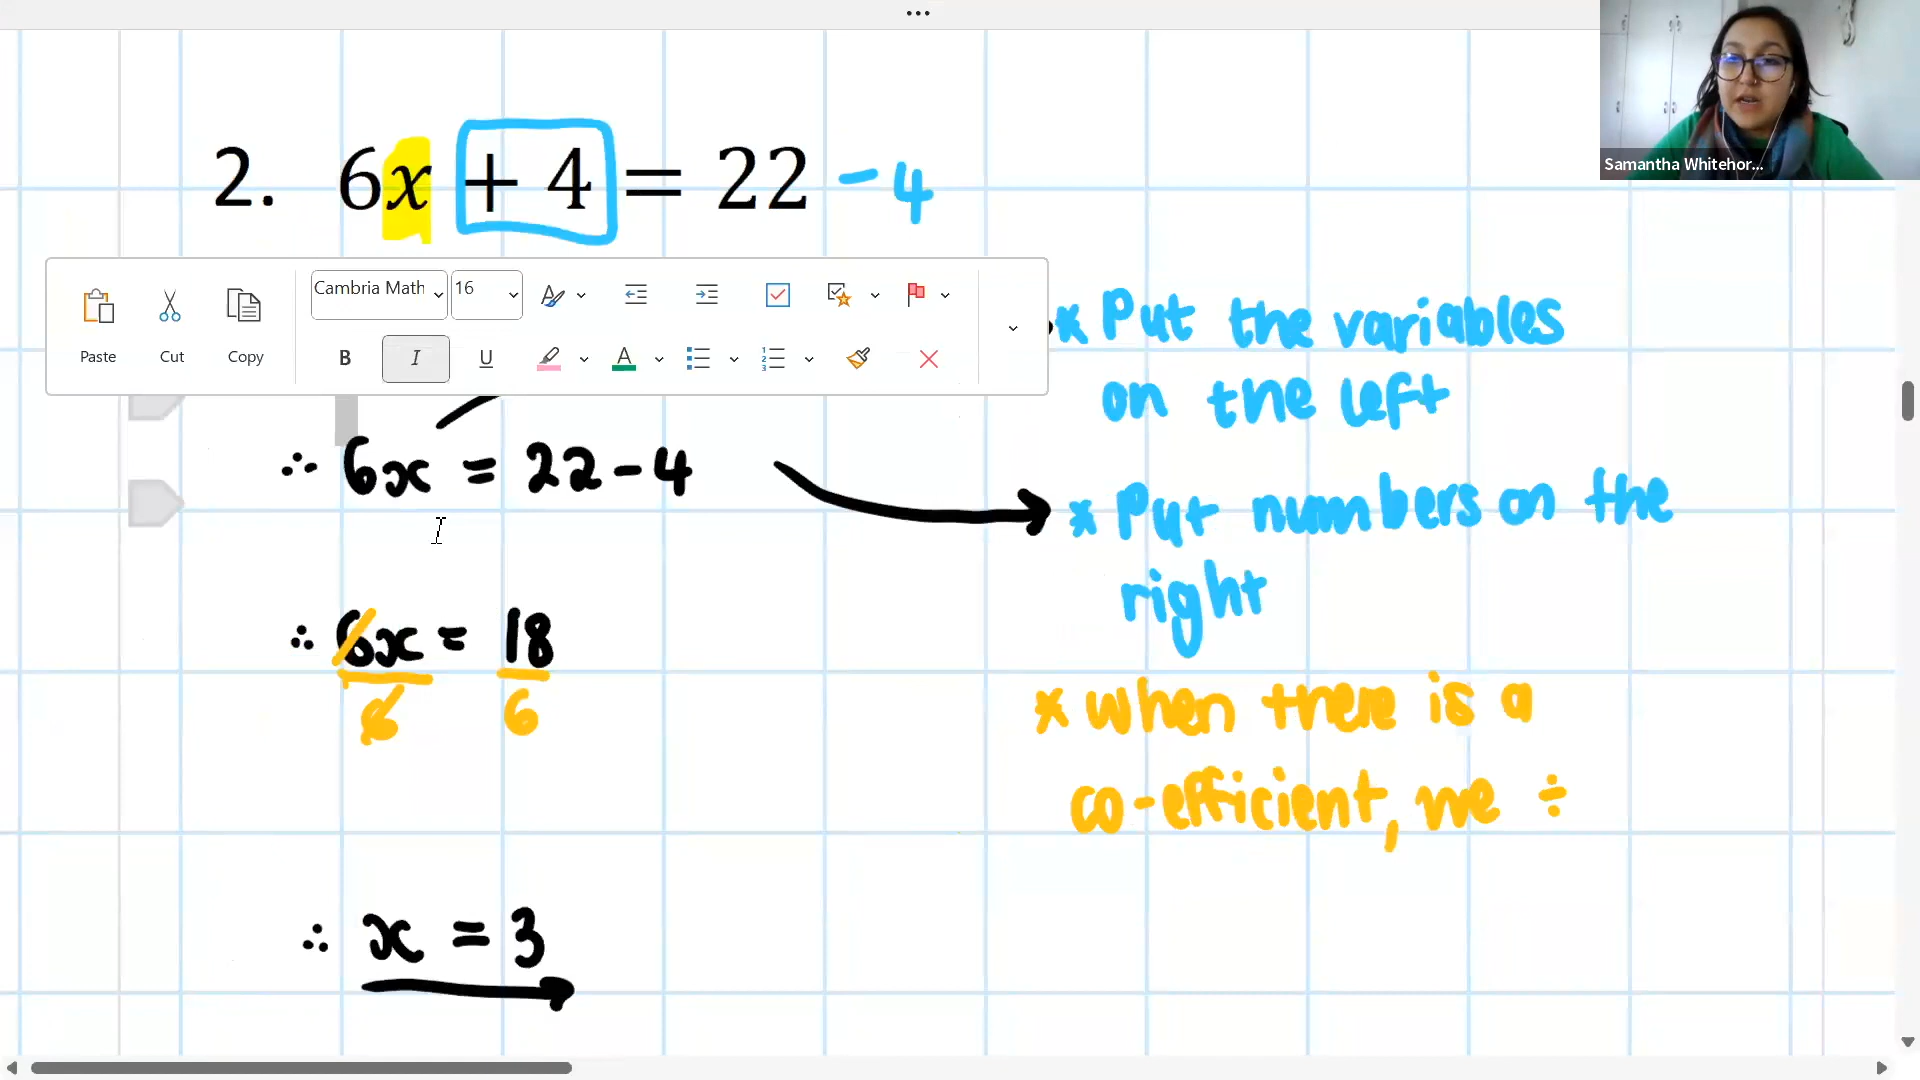 2. 6x + 4 = 22 - 4
Samantha Whitehor...
Cambria Math 16
Paste Cut Copy B I U A
* Put the variables
on the left
∴ 6x = 22 - 4
* Put numbers on the
right
∴ 6x = 18
6 6
* when there is a
co-efficient, we ÷
∴ x = 3